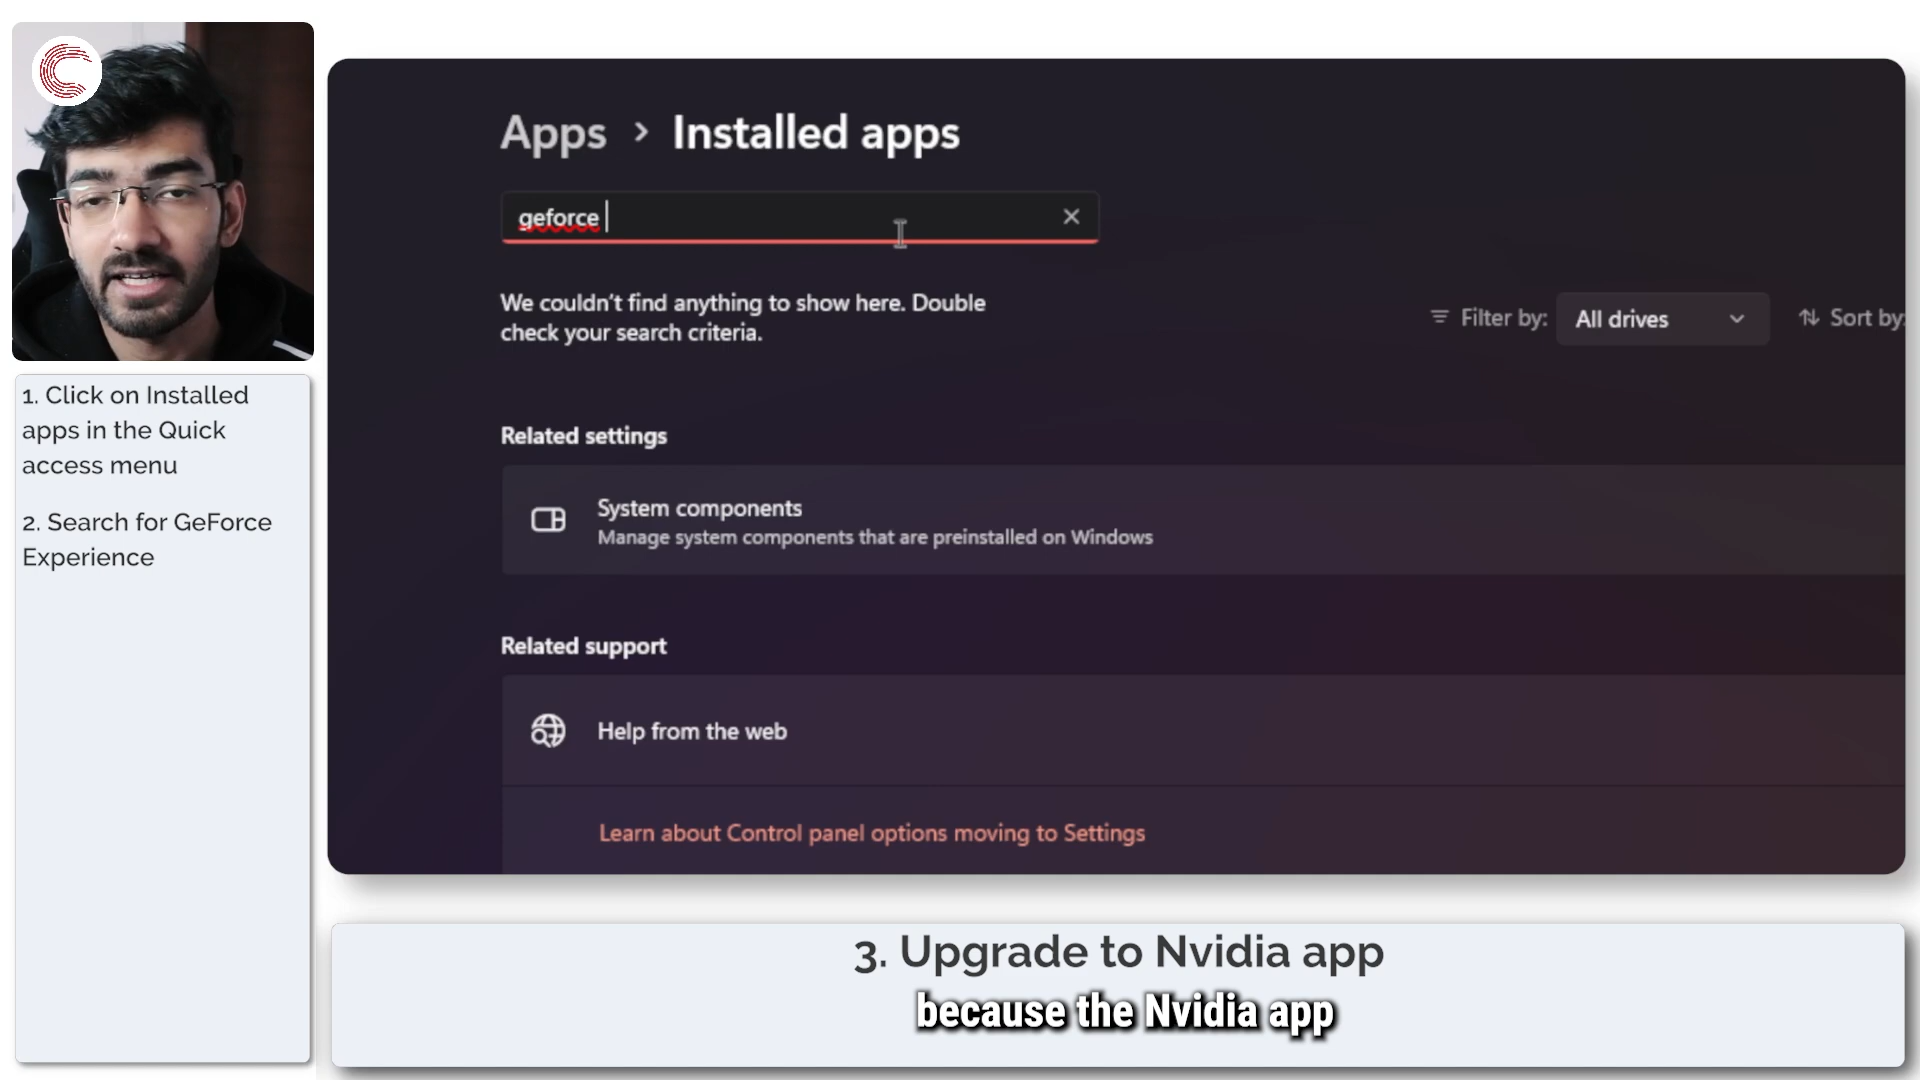 Apps > Installed apps
geforce
We couldn't find anything to show here. Double
check your search criteria.
Filter by: All drives
Sort by:
Related settings
System components
Manage system components that are preinstalled on Windows
Related support
Help from the web
Learn about Control panel options moving to Settings
1. Click on Installed
apps in the Quick
access menu
2. Search for GeForce
Experience
3. Upgrade to Nvidia app
because the Nvidia app